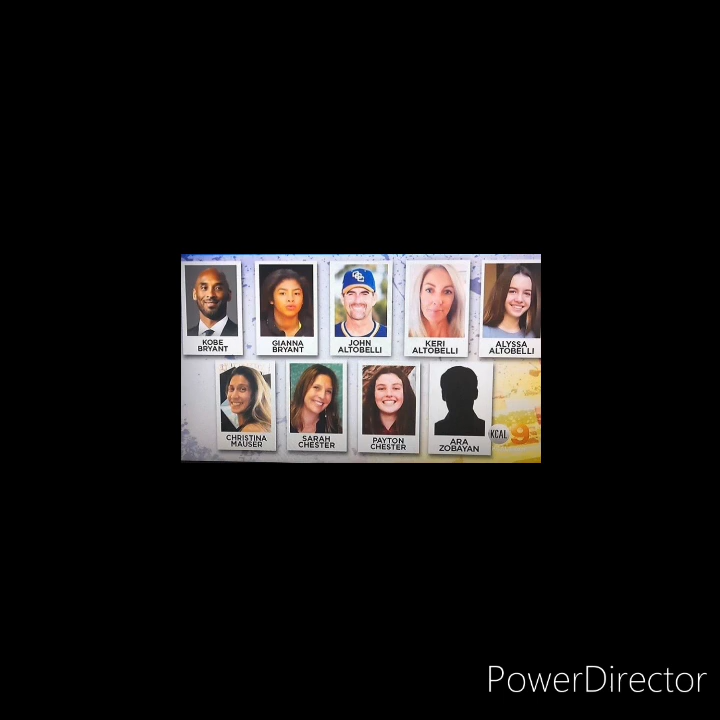 KOBE
BRYANT
GIANNA
BRYANT
JOHN
ALTOBELLI
KERI
ALTOBELLI
ALYSSA
ALTOBELLI
CHRISTINA
MAUSER
SARAH
CHESTER
PAYTON
CHESTER
ARA
ZOBAYAN
KCAL 9
PowerDirector